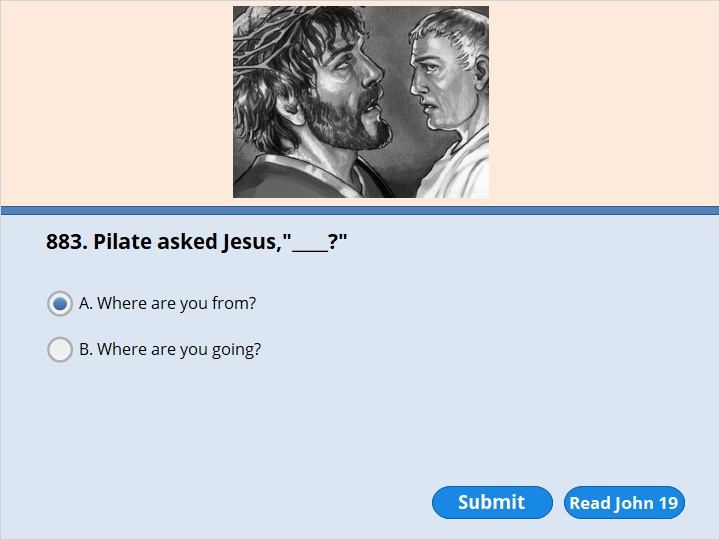 883. Pilate asked Jesus,"____?"
A. Where are you from?
B. Where are you going?
Submit
Read John 19